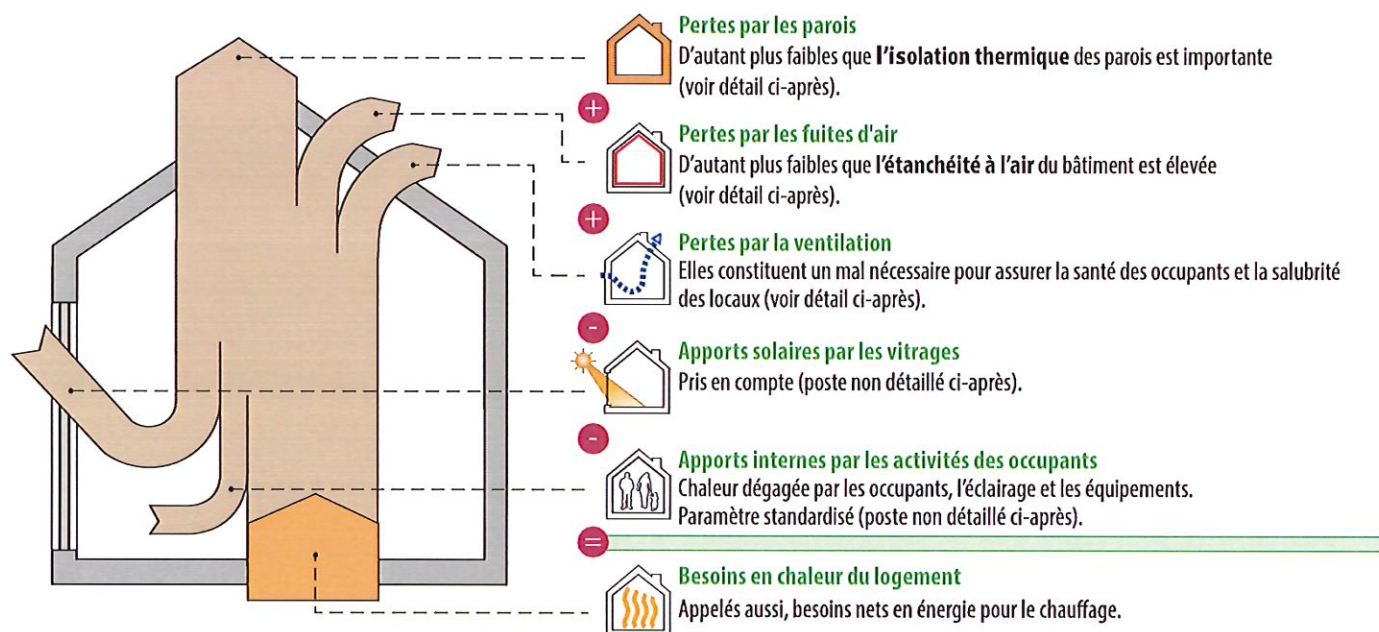 Pertes par les parois
D'autant plus faibles que l'isolation thermique des parois est importante
(voir détail ci-après).
+
Pertes par les fuites d'air
D'autant plus faibles que l'étanchéité à l'air du bâtiment est élevée
(voir détail ci-après).
+
Pertes par la ventilation
Elles constituent un mal nécessaire pour assurer la santé des occupants et la salubrité
des locaux (voir détail ci-après).
-
Apports solaires par les vitrages
Pris en compte (poste non détaillé ci-après).
-
Apports internes par les activités des occupants
Chaleur dégagée par les occupants, l'éclairage et les équipements.
Paramètre standardisé (poste non détaillé ci-après).
=
Besoins en chaleur du logement
Appelés aussi, besoins nets en énergie pour le chauffage.